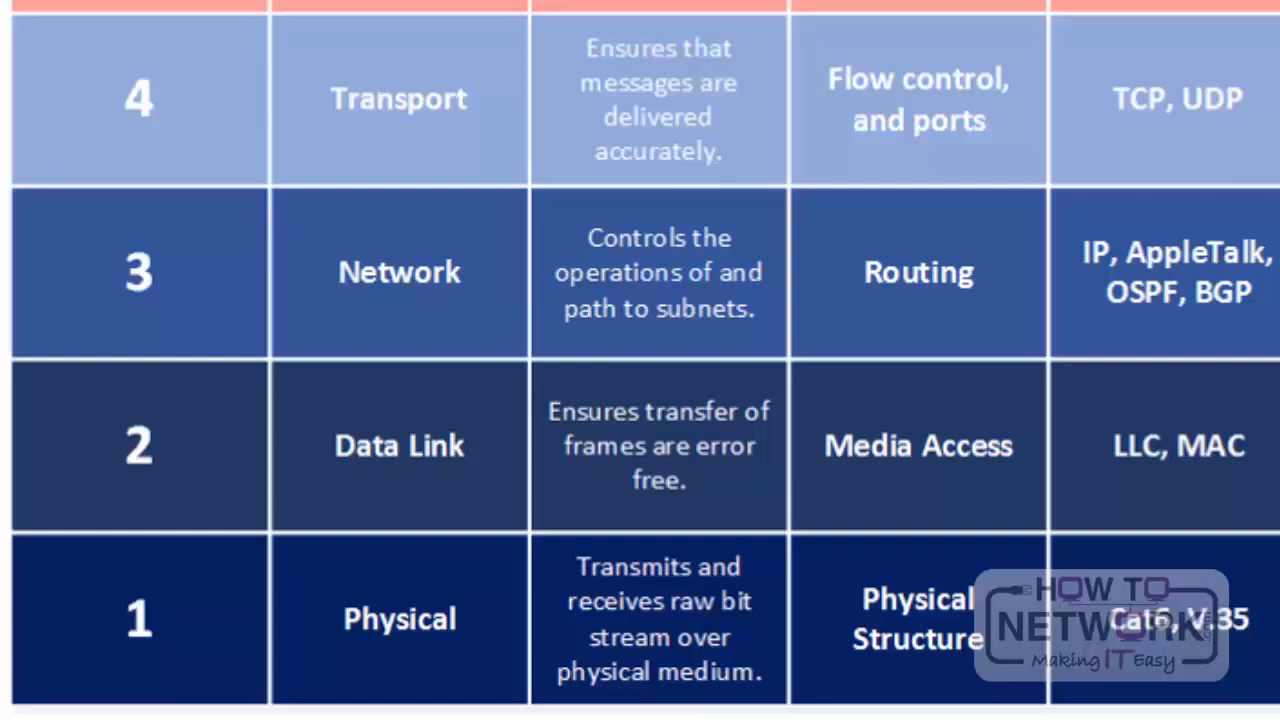 4
Transport
Ensures that
messages are
delivered
accurately.
Flow control,
and ports
TCP, UDP
3
Network
Controls the
operations of and
path to subnets.
Routing
IP, AppleTalk,
OSPF, BGP
2
Data Link
Ensures transfer of
frames are error
free.
Media Access
LLC, MAC
1
Physical
Transmits and
receives raw bit
stream over
physical medium.
Physical
Structure
Cat6, V.35
HOW TO
NETWORK
Making IT Easy